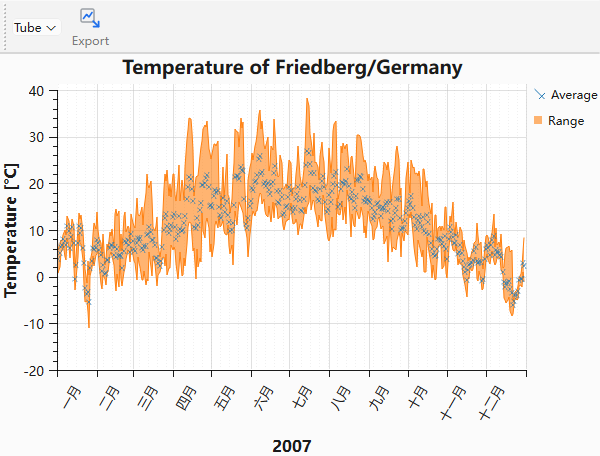 Tube
Export
Temperature of Friedberg/Germany
Average
Range
Temperature [°C]
40
30
20
10
0
-10
-20
一月
二月
三月
四月
五月
六月
七月
八月
九月
十月
十一月
十二月
2007